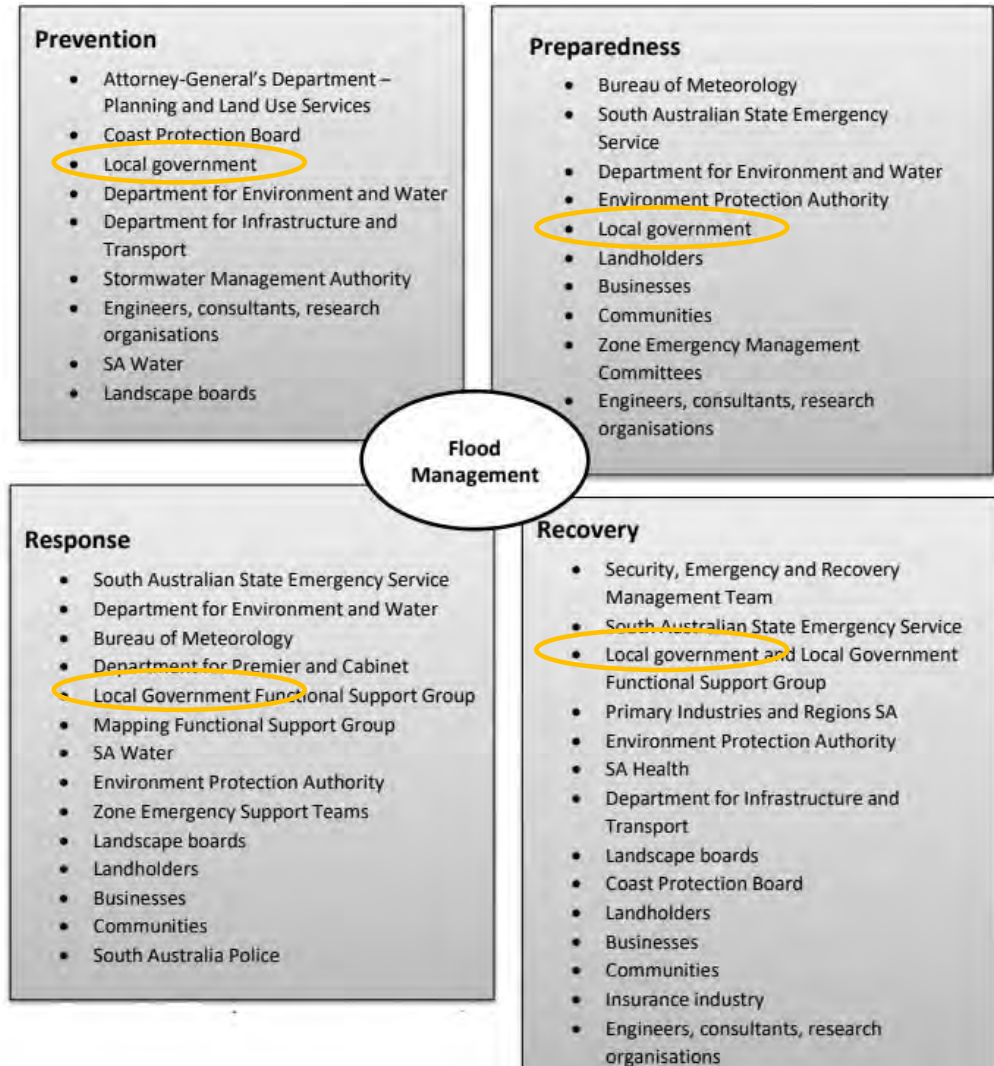 Prevention
• Attorney-General's Department –
Planning and Land Use Services
• Coast Protection Board
• Local government
• Department for Environment and Water
• Department for Infrastructure and
Transport
• Stormwater Management Authority
• Engineers, consultants, research
organisations
• SA Water
• Landscape boards
Preparedness
• Bureau of Meteorology
• South Australian State Emergency
Service
• Department for Environment and Water
• Environment Protection Authority
• Local government
• Landholders
• Businesses
• Communities
• Zone Emergency Management
Committees
• Engineers, consultants, research
organisations
Flood
Management
Response
• South Australian State Emergency Service
• Department for Environment and Water
• Bureau of Meteorology
• Department for Premier and Cabinet
• Local Government Functional Support Group
• Mapping Functional Support Group
• SA Water
• Environment Protection Authority
• Zone Emergency Support Teams
• Landscape boards
• Landholders
• Businesses
• Communities
• South Australia Police
Recovery
• Security, Emergency and Recovery
Management Team
• South Australian State Emergency Service
• Local government and Local Government
Functional Support Group
• Primary Industries and Regions SA
• Environment Protection Authority
• SA Health
• Department for Infrastructure and
Transport
• Landscape boards
• Coast Protection Board
• Landholders
• Businesses
• Communities
• Insurance industry
• Engineers, consultants, research
organisations